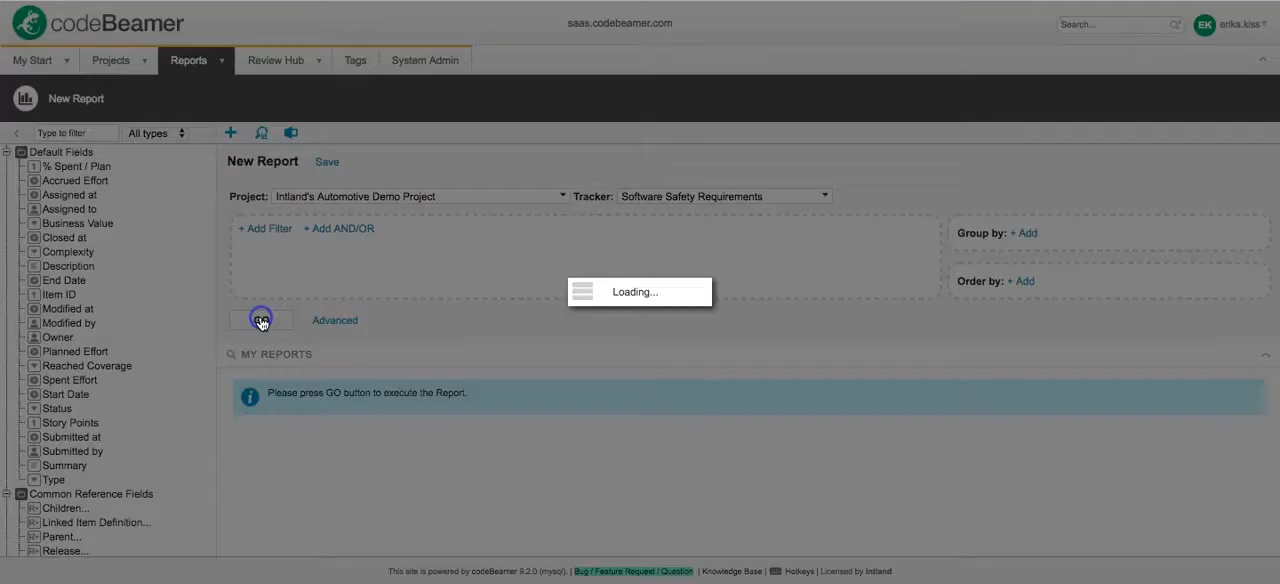 codeBeamer
saas.codebeamer.com
Search...
EK
erika.kiss
My Start
Projects
Reports
Review Hub
Tags
System Admin
New Report
Type to filter
All types
Default Fields
% Spent / Plan
Accrued Effort
Assigned at
Assigned to
Business Value
Closed at
Complexity
Description
End Date
Item ID
Modified at
Modified by
Owner
Planned Effort
Reached Coverage
Spent Effort
Start Date
Status
Story Points
Submitted at
Submitted by
Summary
Type
Common Reference Fields
Children...
Linked Item Definition...
Parent...
Release...
New Report Save
Project: Intland's Automotive Demo Project Tracker: Software Safety Requirements
+ Add Filter + Add AND/OR
Group by: + Add
Order by: + Add
Loading...
Advanced
MY REPORTS
Please press GO button to execute the Report.
This site is powered by codeBeamer 9.2.0 (mysql). | Bug / Feature Request / Question | Knowledge Base | Hotkeys | Licensed by Intland